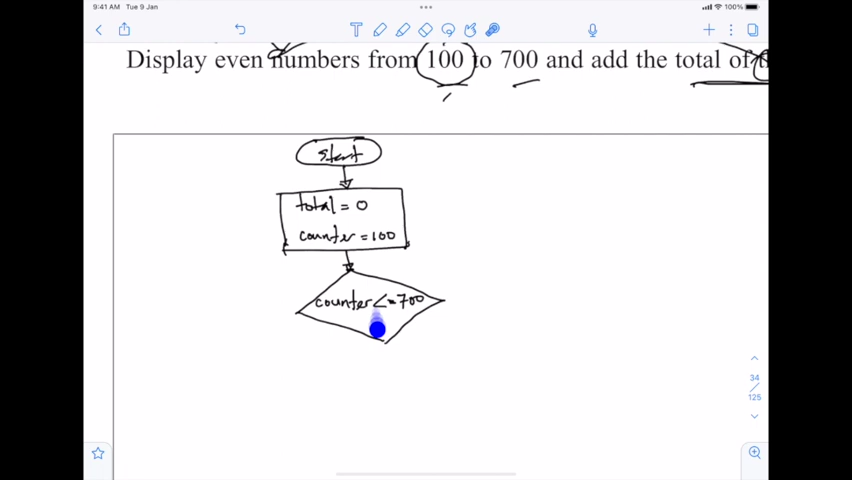 9:41 AM Tue 9 Jan
100%
Display even numbers from 100 to 700 and add the total of
start
total = 0
counter = 100
counter <= 700
34
125